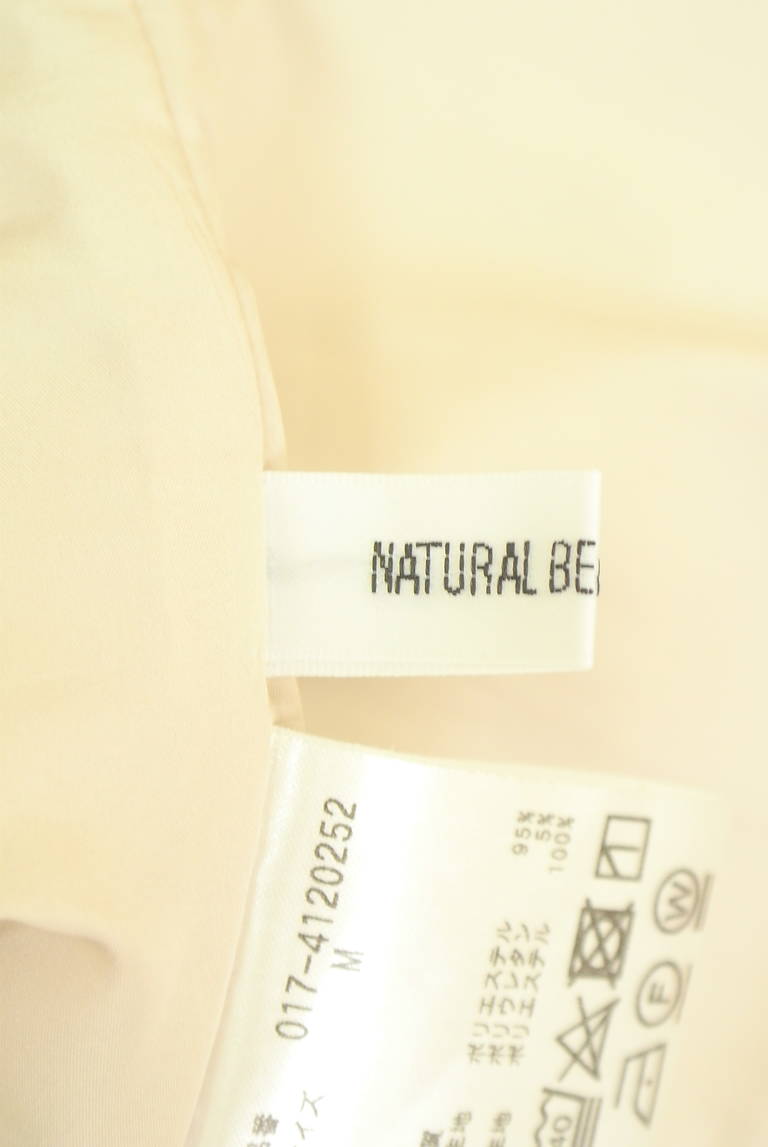 NATURAL BE
017-4120252
M
イズ
ポリエステル 95%
ポリウレタン 5%
ポリエステル 100%
W
F
40